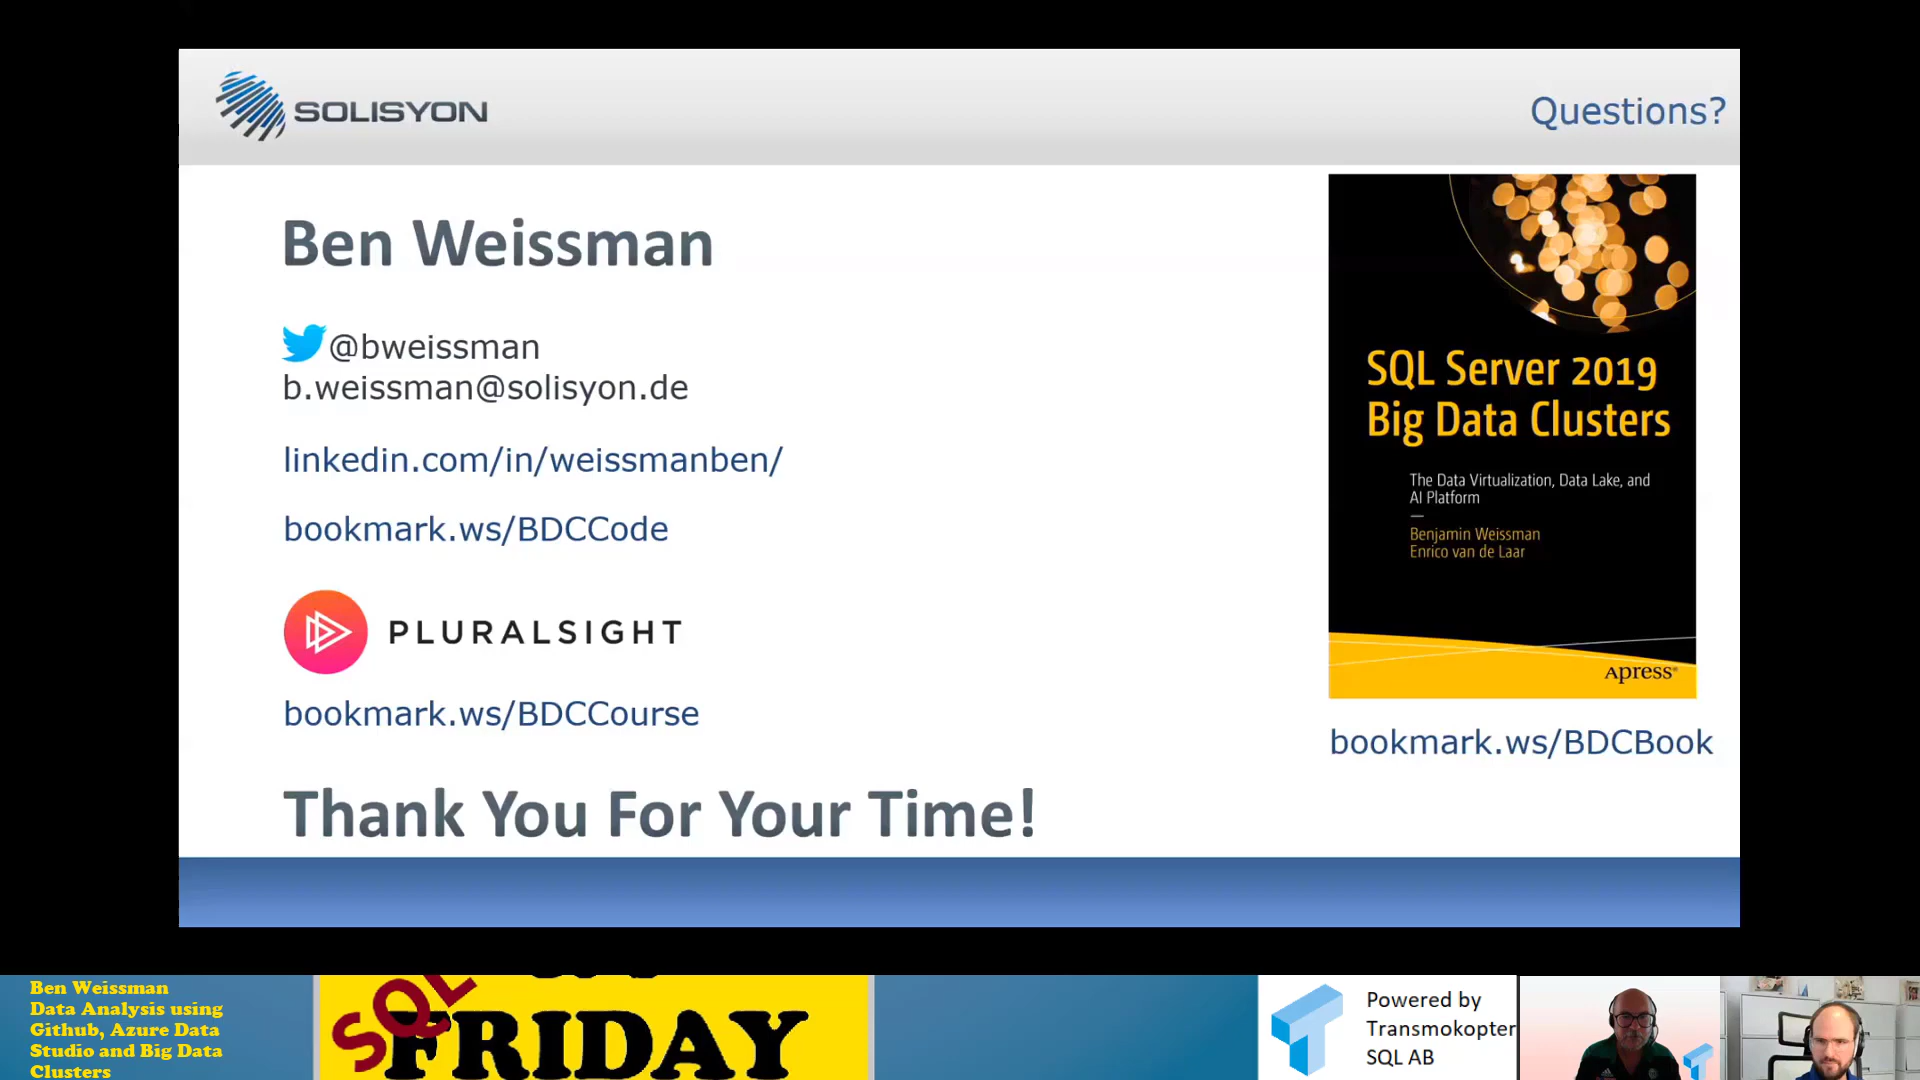 SOLISYON
Questions?
Ben Weissman
@bweissman
b.weissman@solisyon.de
linkedin.com/in/weissmanben/
bookmark.ws/BDCCode
PLURALSIGHT
bookmark.ws/BDCCourse
Thank You For Your Time!
SQL Server 2019
Big Data Clusters
The Data Virtualization, Data Lake, and
AI Platform
—
Benjamin Weissman
Enrico van de Laar
Apress®
bookmark.ws/BDCBook
Ben Weissman
Data Analysis using
Github, Azure Data
Studio and Big Data
Clusters
SQL
FRIDAY
Powered by
Transmokopter
SQL AB